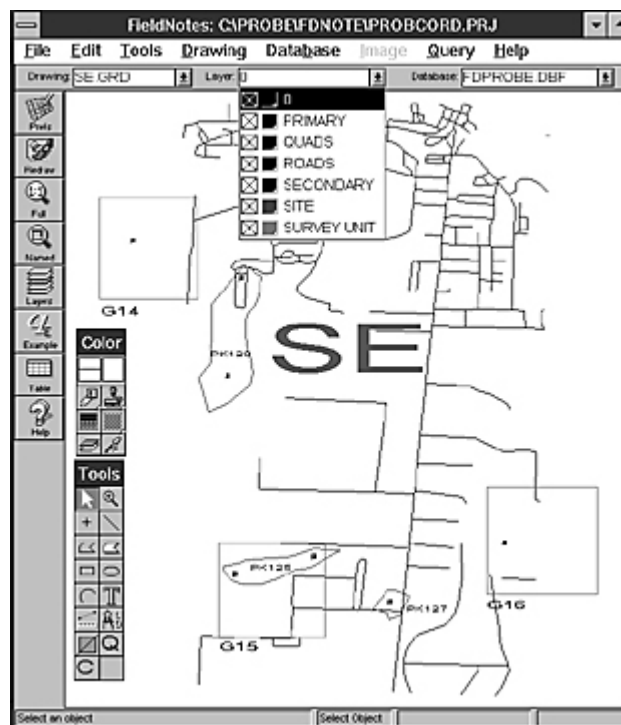 FieldNotes: C:\PROBE\FDNOTE\PROBCORD.PRJ
File Edit Tools Drawing Database Image Query Help
Drawing: SE.GRD Layer: 0 Database: FDPROBE.DBF
0
PRIMARY
QUADS
ROADS
SECONDARY
SITE
SURVEY UNIT
Prefs
Redraw
Full
Named
Layers
Example
Table
Help
G14
Color
PK129
SE
Tools
PK128
PK127
G15
G16
Select an object Select Object